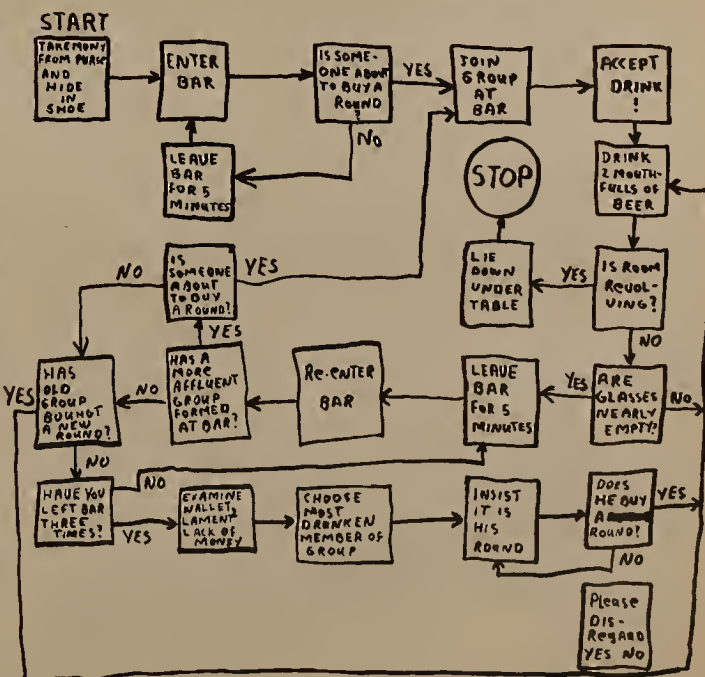 START
TAKE MONY
FROM PURSE
AND
HIDE
IN
SHOE
ENTER
BAR
IS SOME-
ONE ABOUT
TO BUY A
ROUND
?
YES
NO
JOIN
GROUP
AT
BAR
ACCEPT
DRINK
!
LEAVE
BAR
FOR 5
MINUTES
DRINK
2 MOUTH-
FULLS OF
BEER
STOP
IS
SOMEONE
ABOUT
TO BUY
A ROUND?
NO
YES
LIE
DOWN
UNDER
TABLE
YES
IS ROOM
REVOL-
VING?
NO
YES
YES
HAS
OLD
GROUP
BOUHGT
A NEW
ROUND?
NO
HAS A
MORE
AFFLUENT
GROUP
FORMED
AT BAR?
Re-ENTER
BAR
LEAVE
BAR
FOR 5
MINUTES
YES
ARE
GLASSES
NEARLY
EMPTY?
NO
NO
HAVE YOU
LEFT BAR
THREE
TIMES?
NO
YES
EXAMINE
WALLET,
LAMENT
LACK OF
MONEY
CHOOSE
MOST
DRUNKEN
MEMBER OF
GROUP
INSIST
IT IS
HIS
ROUND
DOES
HE BUY
A
ROUND?
YES
NO
Please
DIS-
RegARD
YES NO